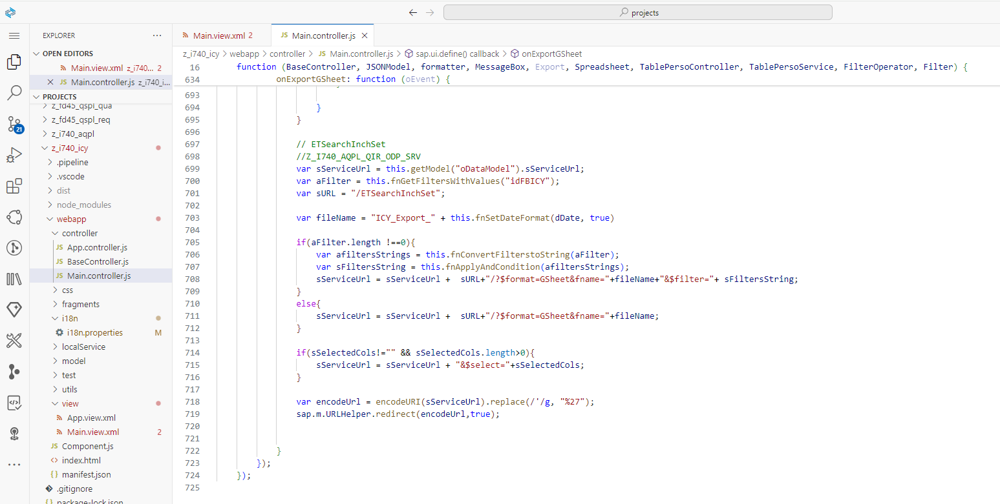 projects
EXPLORER
OPEN EDITORS
Main.view.xml z_i740... 2
JS Main.controller.js z_i740_i...
PROJECTS
z_fd45_qspl_qua
z_fd45_qspl_req
z_i740_aqpl
z_i740_icy
.pipeline
.vscode
dist
node_modules
webapp
controller
JS App.controller.js
JS BaseController.js
JS Main.controller.js
css
fragments
i18n
i18n.properties M
localService
model
test
utils
view
App.view.xml
Main.view.xml 2
JS Component.js
index.html
manifest.json
.gitignore
package-lock.json
21
Main.view.xml 2
JS Main.controller.js
z_i740_icy > webapp > controller > JS Main.controller.js > sap.ui.define() callback > onExportGSheet
16 function (BaseController, JSONModel, formatter, MessageBox, Export, Spreadsheet, TablePersoController, TablePersoService, FilterOperator, Filter) {
634 onExportGSheet: function (oEvent) {
693
694 }
695 }
696
697 // ETSearchInchSet
698 //Z_I740_AQPL_QIR_ODP_SRV
699 var sServiceUrl = this.getModel("oDataModel").sServiceUrl;
700 var aFilter = this.fnGetFiltersWithValues("idFBICY");
701 var sURL = "/ETSearchInchSet";
702
703 var fileName = "ICY_Export_" + this.fnSetDateFormat(dDate, true)
704
705 if(aFilter.length !==0){
706 var afiltersStrings = this.fnConvertFilterstoString(aFilter);
707 var sFiltersString = this.fnApplyAndCondition(afiltersStrings);
708 sServiceUrl = sServiceUrl +  sURL+"/?$format=GSheet&fname="+fileName+"&$filter="+ sFiltersString;
709 }
710 else{
711 sServiceUrl = sServiceUrl +  sURL+"/?$format=GSheet&fname="+fileName;
712 }
713
714 if(sSelectedCols!="" && sSelectedCols.length>0){
715 sServiceUrl = sServiceUrl + "&$select="+sSelectedCols;
716 }
717
718 var encodeUrl = encodeURI(sServiceUrl).replace(/'/g, "%27");
719 sap.m.URLHelper.redirect(encodeUrl,true);
720
721
722 }
723 });
724 });
725